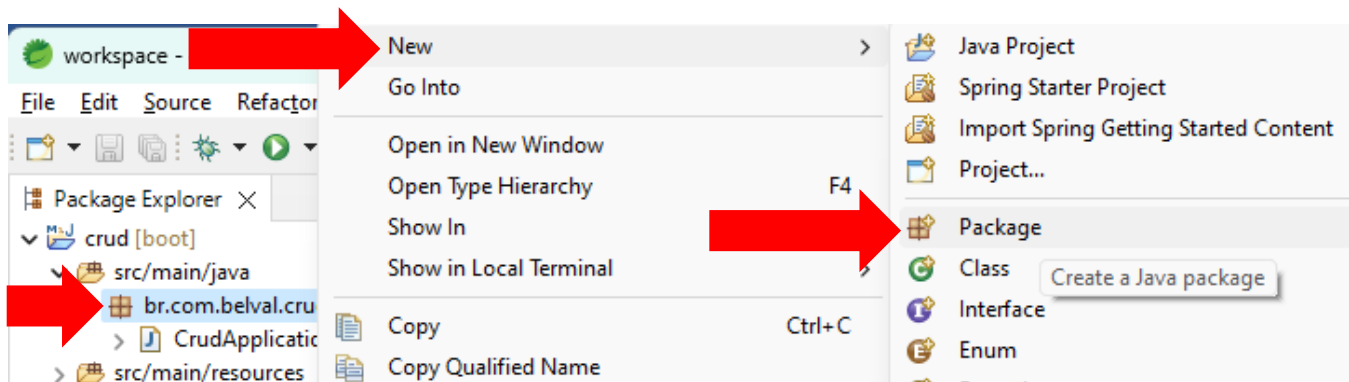 workspace -
File Edit Source Refactor
Package Explorer
crud [boot]
src/main/java
br.com.belval.cru
CrudApplicatic
src/main/resources
New
Go Into
Open in New Window
Open Type Hierarchy F4
Show In
Show in Local Terminal
Copy Ctrl+C
Copy Qualified Name
Java Project
Spring Starter Project
Import Spring Getting Started Content
Project...
Package
Class
Create a Java package
Interface
Enum